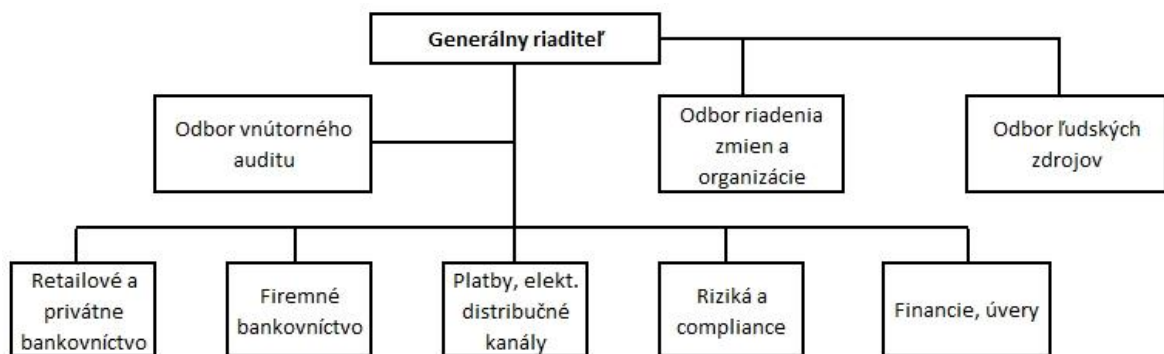 Generálny riaditeľ
Odbor vnútorného
auditu
Odbor riadenia
zmien a
organizácie
Odbor ľudských
zdrojov
Retailové a
privátne
bankovníctvo
Firemné
bankovníctvo
Platby, elekt.
distribučné
kanály
Riziká a
compliance
Financie, úvery